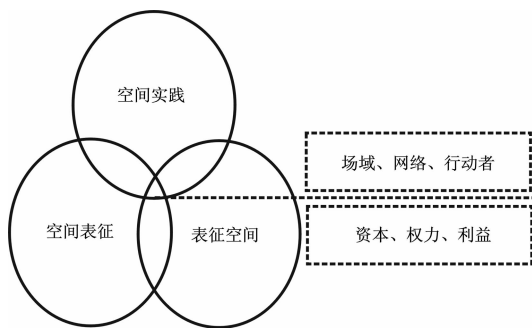 空间实践
场域、网络、行动者
空间表征
表征空间
资本、权力、利益